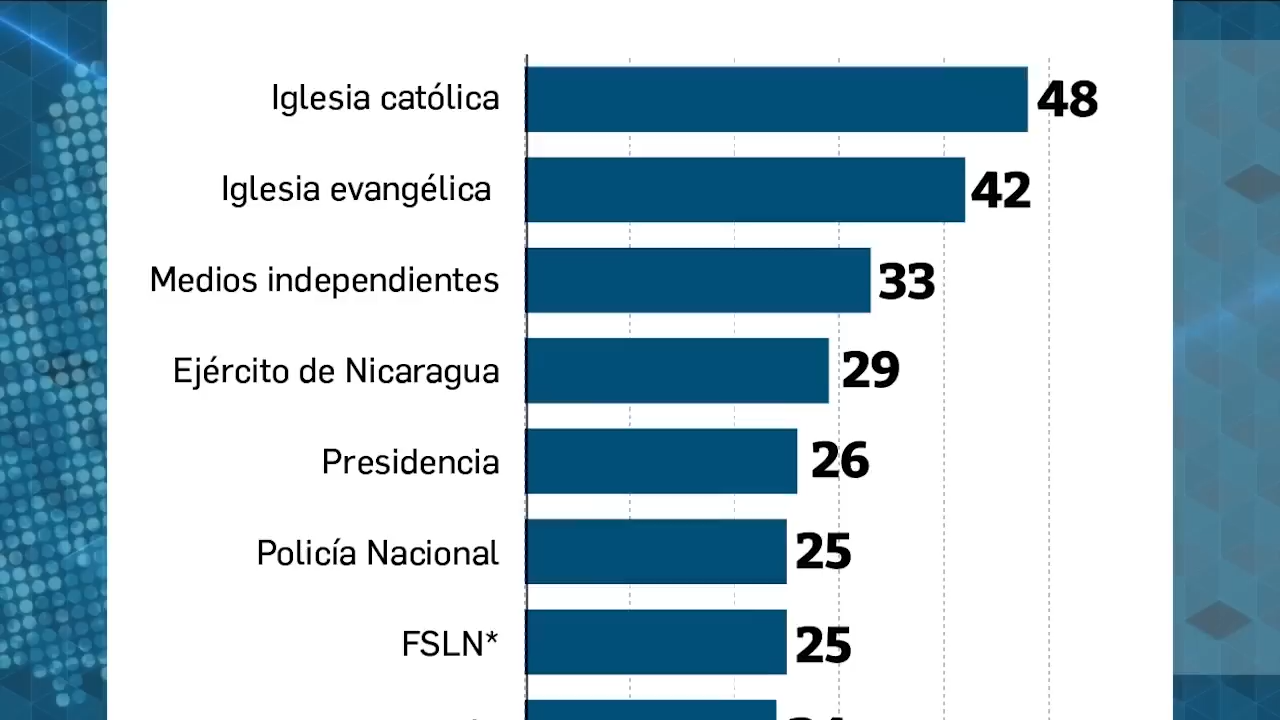 Iglesia católica 48
Iglesia evangélica 42
Medios independientes 33
Ejército de Nicaragua 29
Presidencia 26
Policía Nacional 25
FSLN* 25